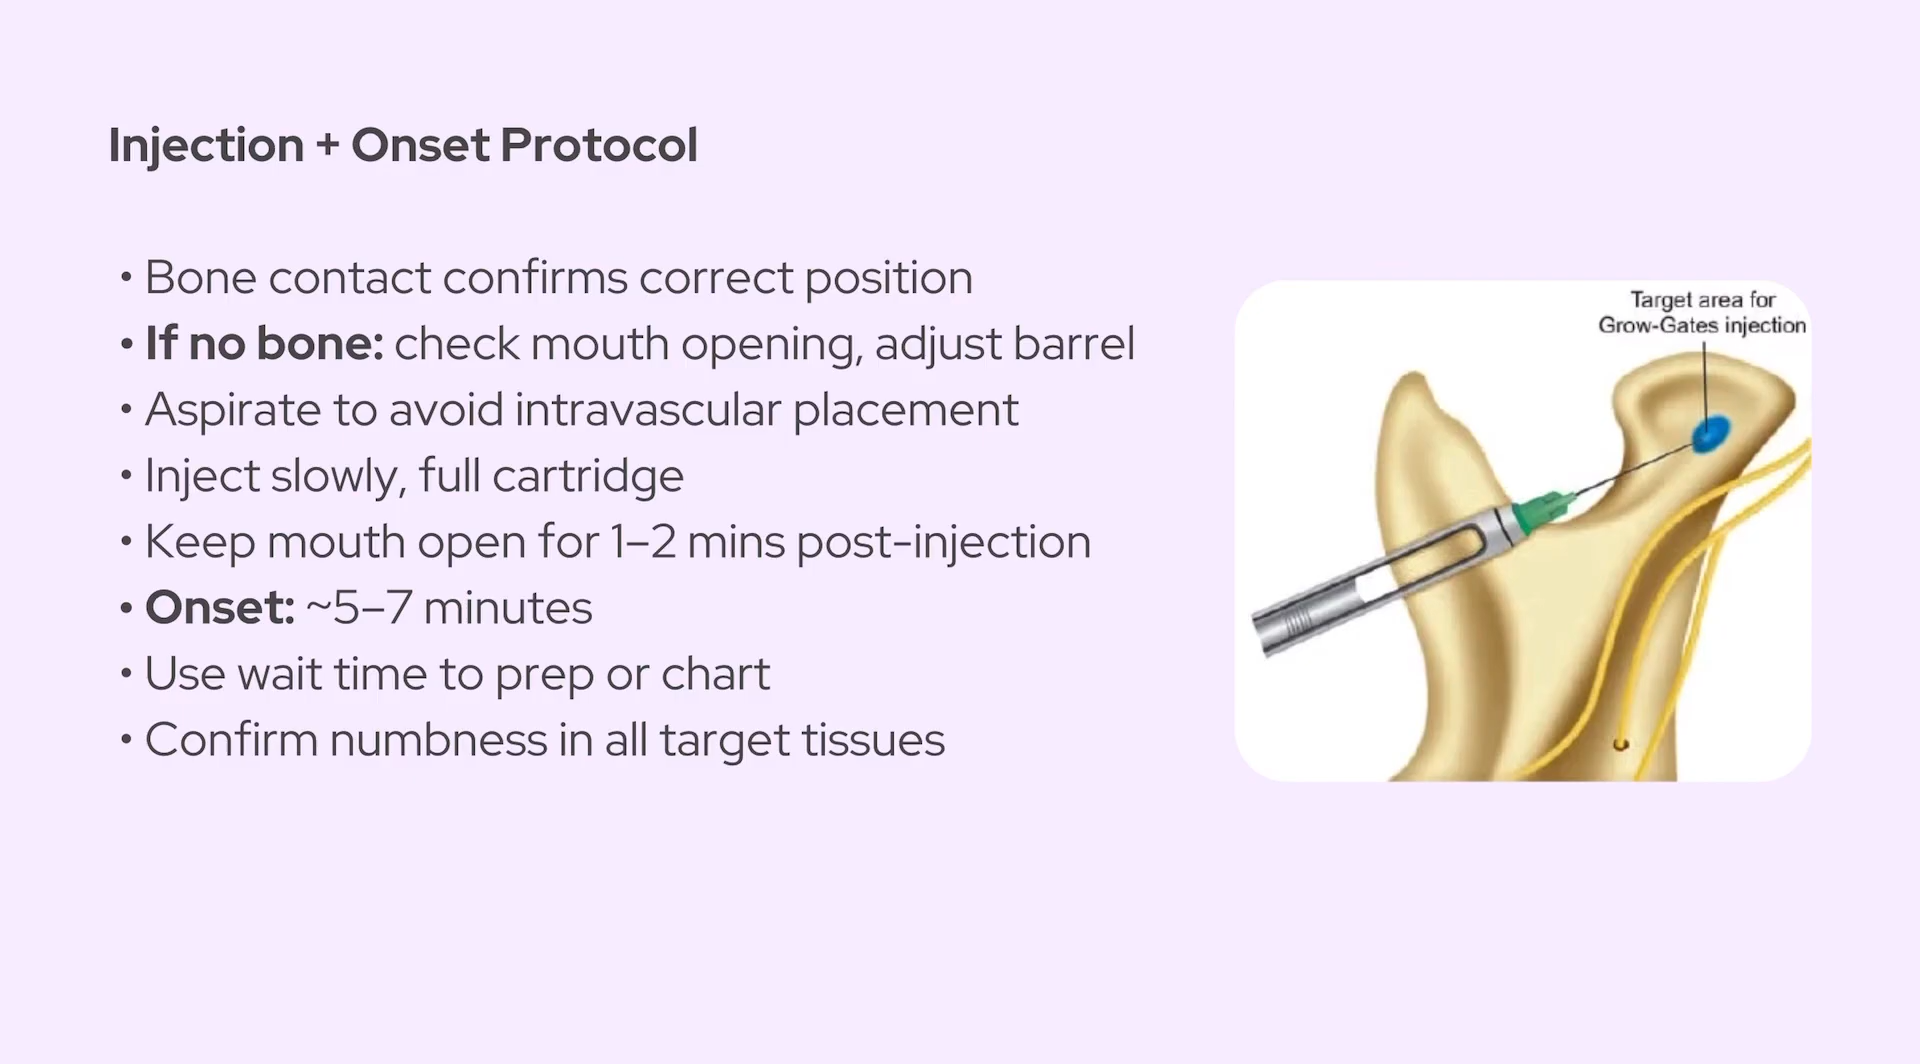 Injection + Onset Protocol
• Bone contact confirms correct position
• If no bone: check mouth opening, adjust barrel
• Aspirate to avoid intravascular placement
• Inject slowly, full cartridge
• Keep mouth open for 1–2 mins post-injection
• Onset: ~5–7 minutes
• Use wait time to prep or chart
• Confirm numbness in all target tissues
Target area for
Grow-Gates injection